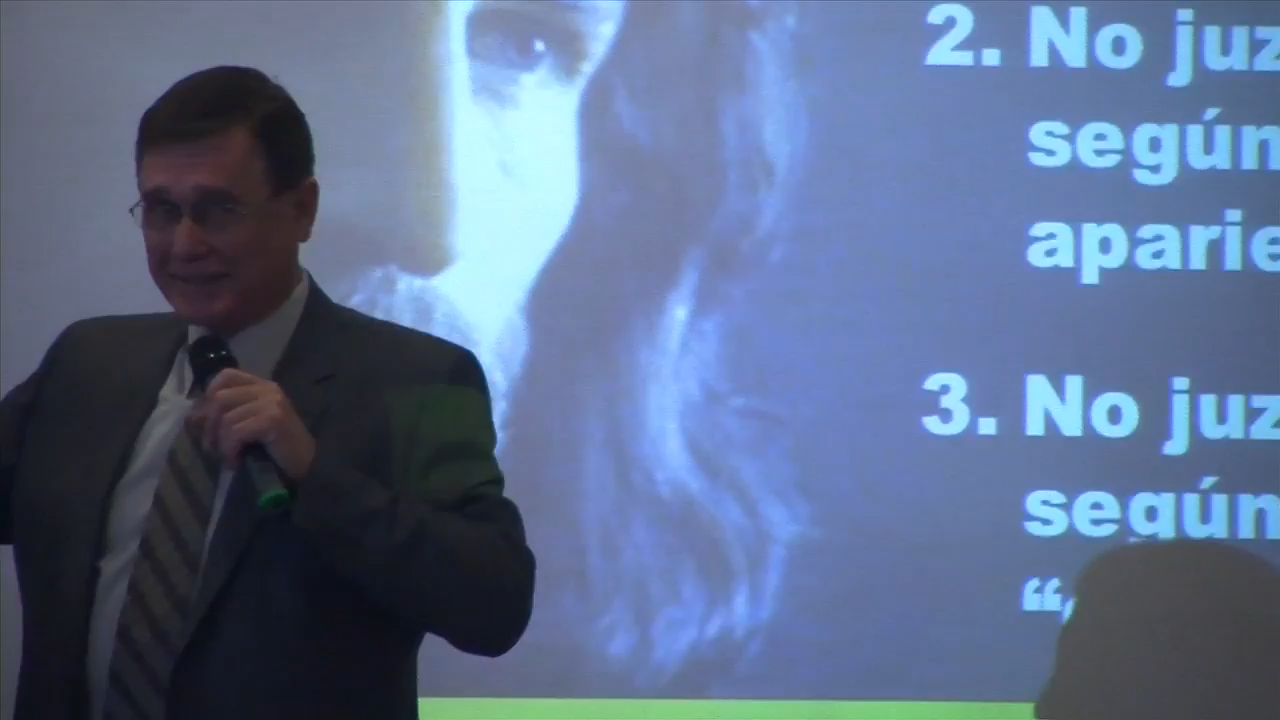 2. No juz
según
aparie
3. No juz
según
“